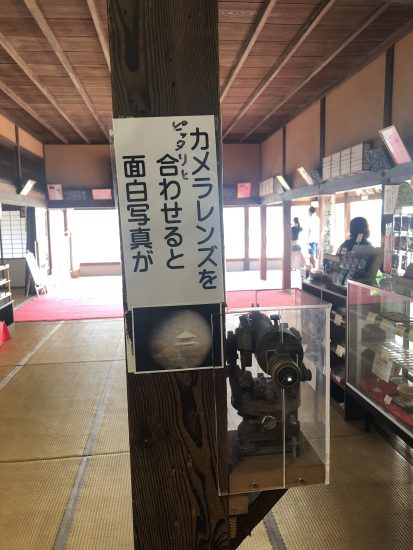 カメラレンズを
ピッタリと
合わせると
面白写真が